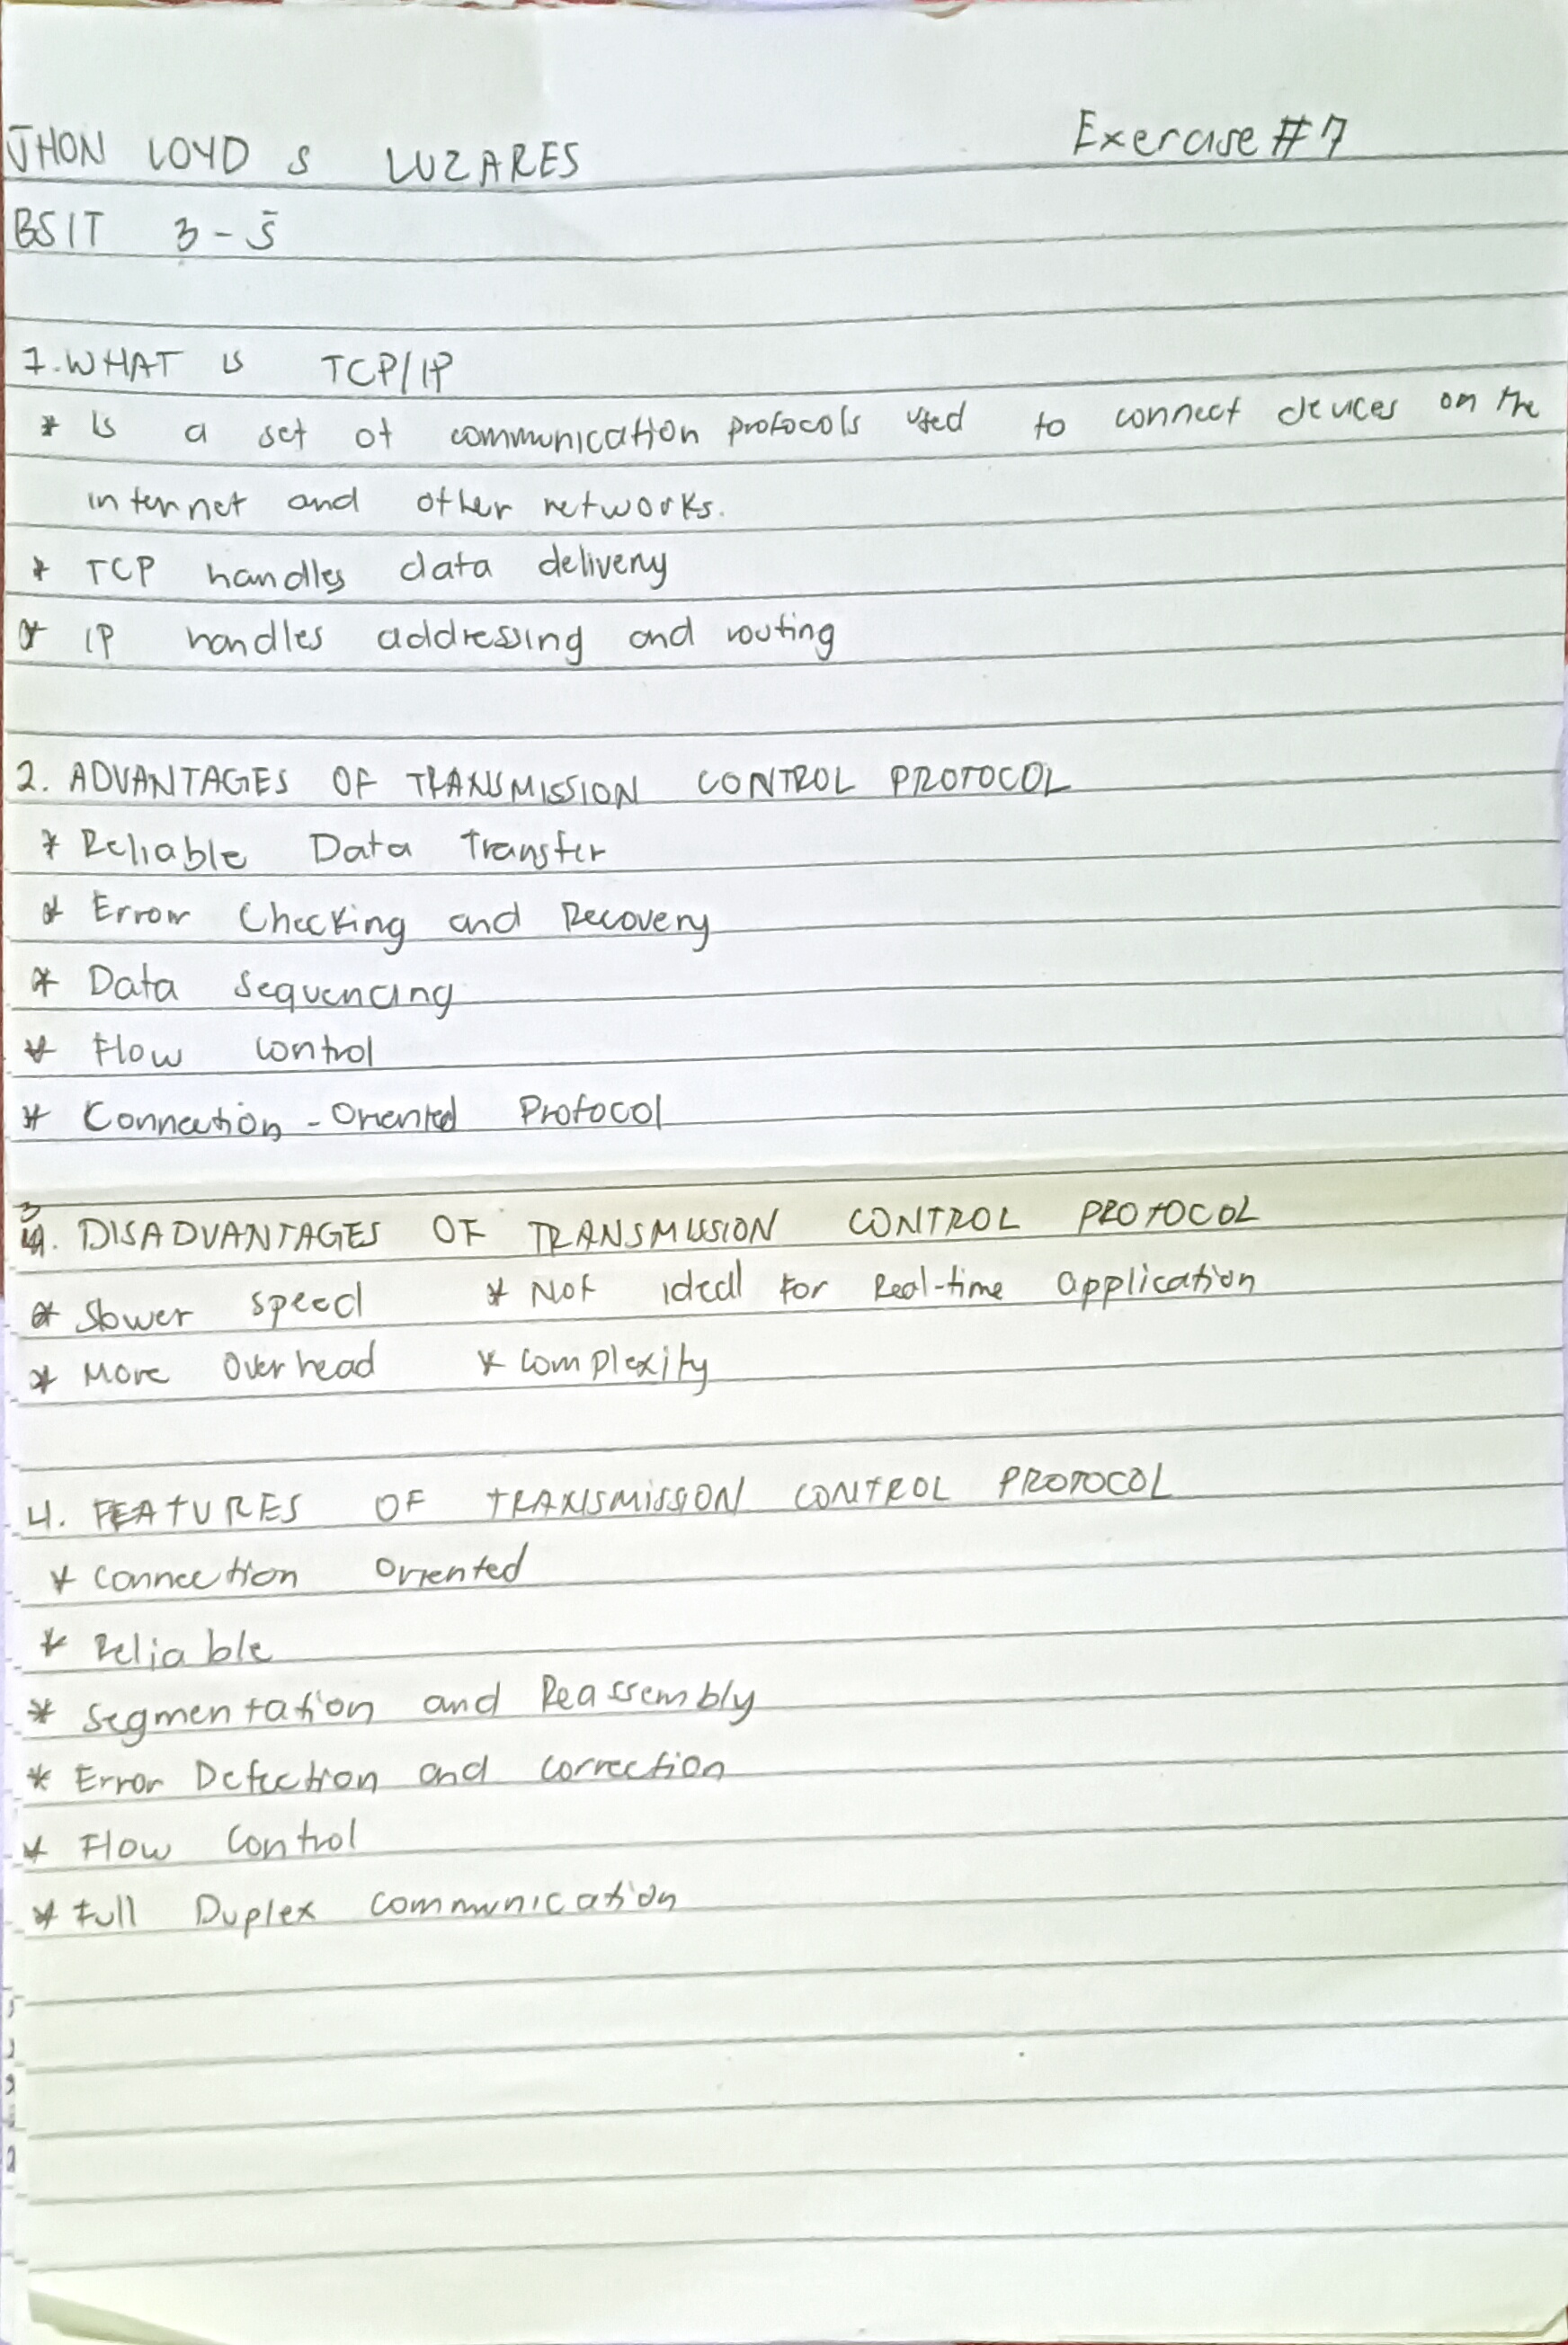 JHON LOYD S LUZARES Exercise #7
BSIT 3-5
1. WHAT IS TCP/IP
* Is a set of communication protocols used to connect devices on the
internet and other networks.
* TCP handles data delivery
* IP handles addressing and routing
2. ADVANTAGES OF TRANSMISSION CONTROL PROTOCOL
* Reliable Data Transfer
* Error Checking and Recovery
* Data Sequencing
* Flow Control
* Connection-Oriented Protocol
3. DISADVANTAGES OF TRANSMISSION CONTROL PROTOCOL
* Slower speed * Not ideal for Real-time application
* More Overhead * Complexity
4. FEATURES OF TRANSMISSION CONTROL PROTOCOL
* Connection Oriented
* Reliable
* Segmentation and Reassembly
* Error Detection and correction
* Flow Control
* Full Duplex Communication